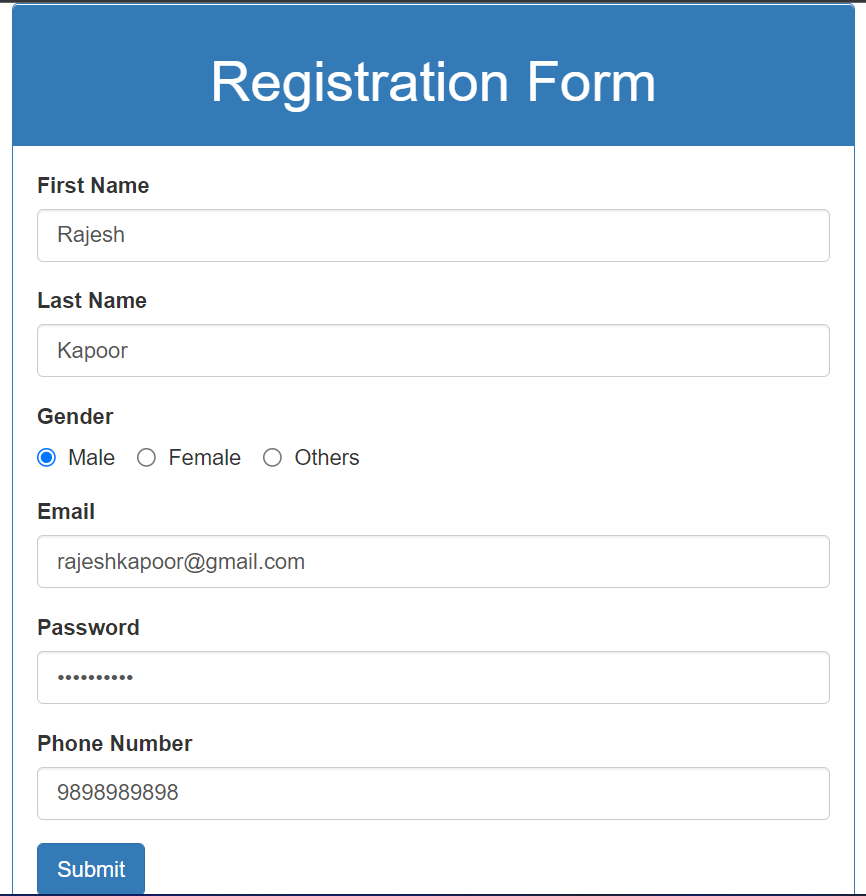 Registration Form
First Name
Rajesh
Last Name
Kapoor
Gender
Male Female Others
Email
rajeshkapoor@gmail.com
Password
••••••••••
Phone Number
9898989898
Submit